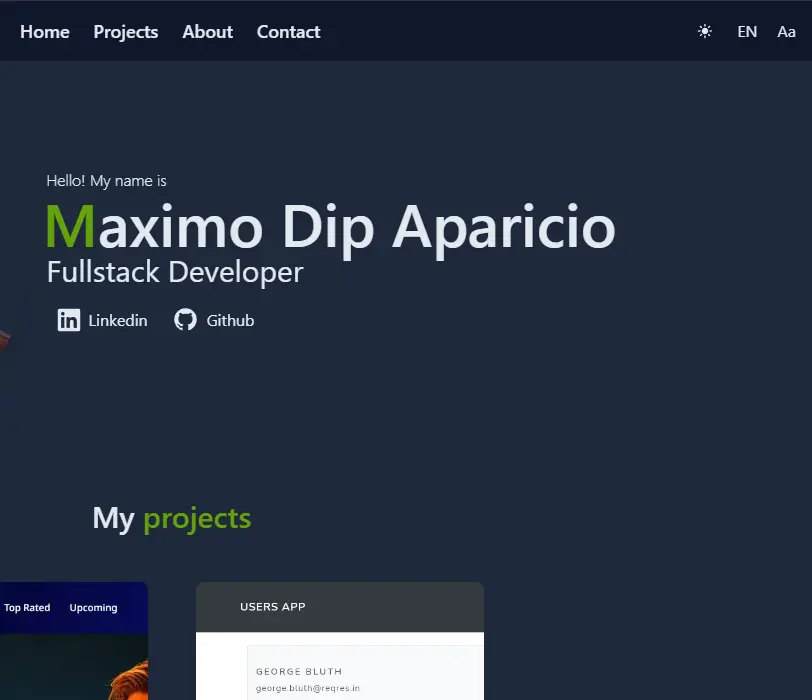 Home Projects About Contact EN Aa
Hello! My name is
Maximo Dip Aparicio
Fullstack Developer
Linkedin Github
My projects
Top Rated Upcoming
USERS APP
GEORGE BLUTH
george.bluth@reqres.in